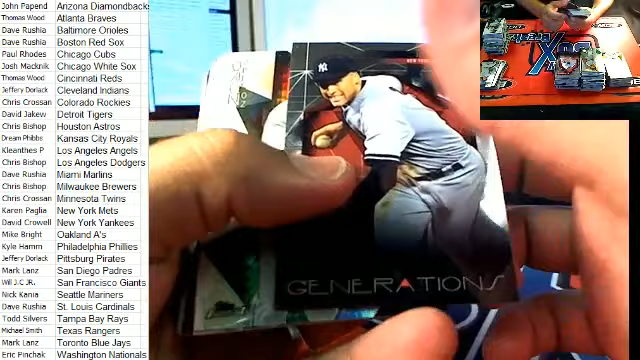 John Papend Arizona Diamondbacks
Thomas Wood Atlanta Braves
Dave Rushia Baltimore Orioles
Dave Rushia Boston Red Sox
Paul Rhodes Chicago Cubs
Josh Macknik Chicago White Sox
Thomas Wood Cincinnati Reds
Jeffery Dorlack Cleveland Indians
Chris Crossan Colorado Rockies
David Jakew Detroit Tigers
Chris Bishop Houston Astros
Dream Phibbs Kansas City Royals
Kleanthes P Los Angeles Angels
Chris Bishop Los Angeles Dodgers
Dave Rushia Miami Marlins
Chris Bishop Milwaukee Brewers
Chris Crossan Minnesota Twins
Karen Paglia New York Mets
David Crowell New York Yankees
Mike Bright Oakland A's
Kyle Hamm Philadelphia Phillies
Jeffery Dorlack Pittsburg Pirates
Mark Lanz San Diego Padres
Will J.C JR. San Francisco Giants
Nick Kania Seattle Mariners
Dave Rushia St. Louis Cardinals
Todd Silvers Tampa Bay Rays
Michael Smith Texas Rangers
Mark Lanz Toronto Blue Jays
Eric Pinchak Washington Nationals
NEW YORK
GENERATIONS